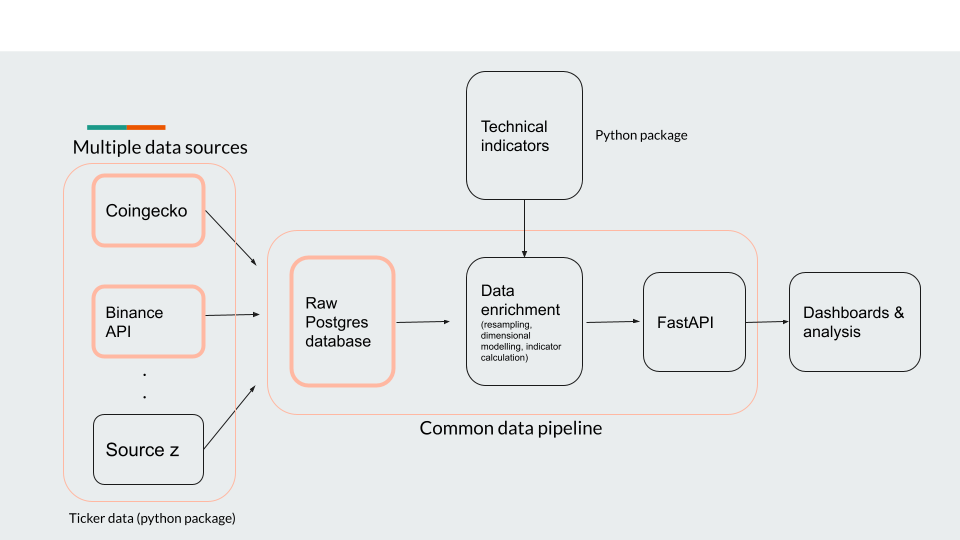 Technical
indicators
Python package
Multiple data sources
Coingecko
Binance
API
.
.
Source z
Ticker data (python package)
Raw
Postgres
database
Data
enrichment
(resampling,
dimensional
modelling, indicator
calculation)
FastAPI
Common data pipeline
Dashboards &
analysis